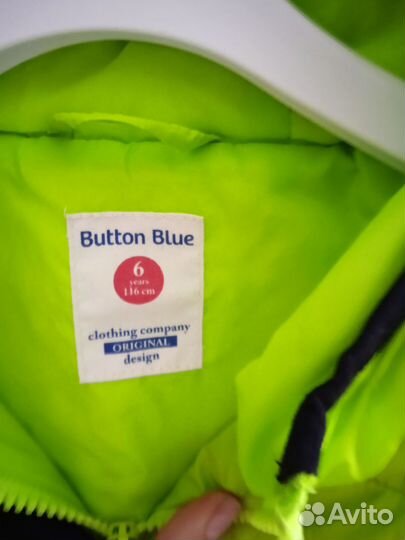 Button Blue
6
years
116 cm
clothing company
ORIGINAL
design
Avito